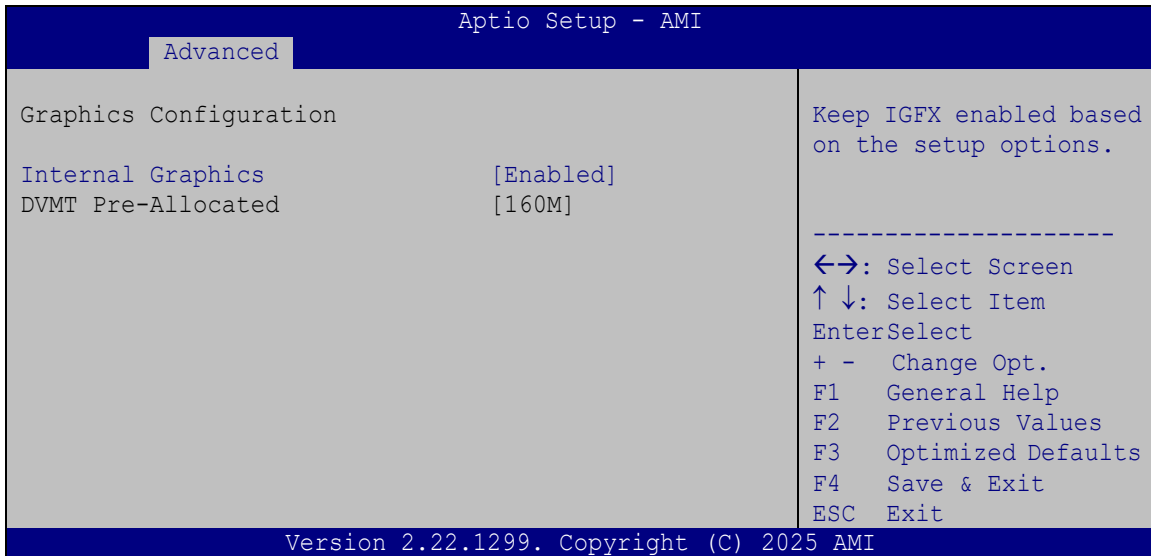 Aptio Setup - AMI
Advanced
Graphics Configuration
Internal Graphics [Enabled]
DVMT Pre-Allocated [160M]
Keep IGFX enabled based
on the setup options.
---------------------
←→: Select Screen
↑ ↓: Select Item
EnterSelect
+ - Change Opt.
F1 General Help
F2 Previous Values
F3 Optimized Defaults
F4 Save & Exit
ESC Exit
Version 2.22.1299. Copyright (C) 2025 AMI